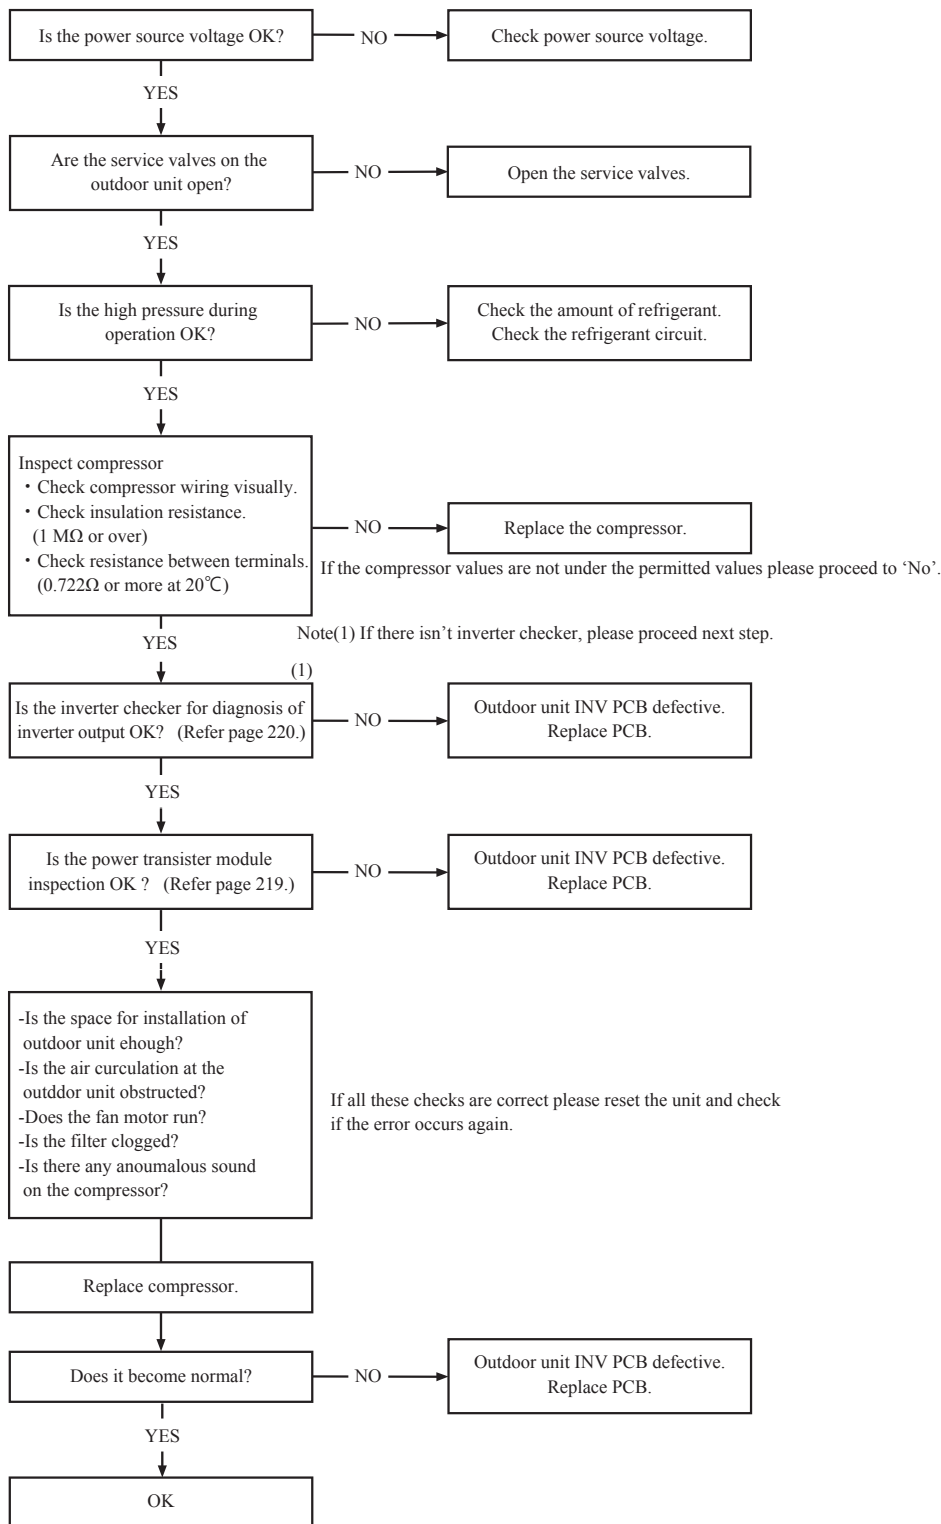 Is the power source voltage OK?
NO
Check power source voltage.
YES
Are the service valves on the
outdoor unit open?
NO
Open the service valves.
YES
Is the high pressure during
operation OK?
NO
Check the amount of refrigerant.
Check the refrigerant circuit.
YES
Inspect compressor
・Check compressor wiring visually.
・Check insulation resistance.
(1 MΩ or over)
・Check resistance between terminals.
(0.722Ω or more at 20℃)
NO
Replace the compressor.
If the compressor values are not under the permitted values please proceed to ‘No’.
YES
Note(1) If there isn’t inverter checker, please proceed next step.
(1)
Is the inverter checker for diagnosis of
inverter output OK? (Refer page 220.)
NO
Outdoor unit INV PCB defective.
Replace PCB.
YES
Is the power transister module
inspection OK ? (Refer page 219.)
NO
Outdoor unit INV PCB defective.
Replace PCB.
YES
-Is the space for installation of
outdoor unit ehough?
-Is the air curculation at the
outddor unit obstructed?
-Does the fan motor run?
-Is the filter clogged?
-Is there any anoumalous sound
on the compressor?
If all these checks are correct please reset the unit and check
if the error occurs again.
Replace compressor.
Does it become normal?
NO
Outdoor unit INV PCB defective.
Replace PCB.
YES
OK